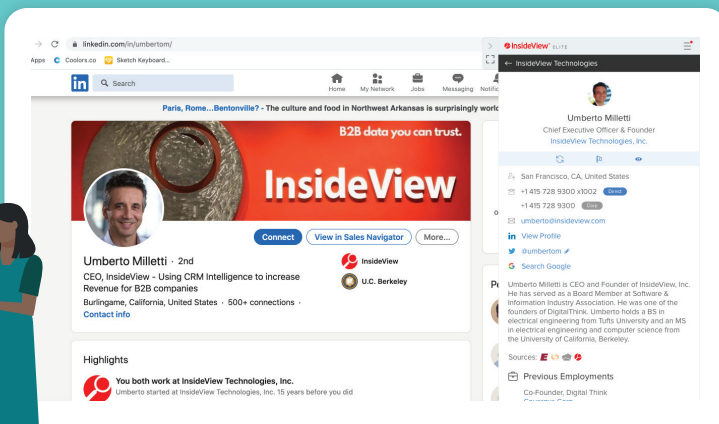 linkedin.com/in/umbertom/
Apps
Coolors.co
Sketch Keyboard...
in
Search
Home
My Network
Jobs
Messaging
Notific
Paris, Rome...Bentonville? - The culture and food in Northwest Arkansas is surprisingly worlc
B2B data you can trust.
InsideView
Connect
View in Sales Navigator
More...
Umberto Milletti · 2nd
CEO, InsideView - Using CRM Intelligence to increase
Revenue for B2B companies
Burlingame, California, United States · 500+ connections ·
Contact info
InsideView
U.C. Berkeley
Highlights
You both work at InsideView Technologies, Inc.
Umberto started at InsideView Technologies, Inc. 15 years before you did
Pe
InsideView ELITE
InsideView Technologies
Umberto Milletti
Chief Executive Officer & Founder
InsideView Technologies, Inc.
San Francisco, CA, United States
+1 415 728 9300 x1002 Direct
+1 415 728 9300 Corp
umberto@insideview.com
in View Profile
@umbertom
G Search Google
Umberto Milletti is CEO and Founder of InsideView, Inc.
He has served as a Board Member at Software &
Information Industry Association. He was one of the
founders of DigitalThink. Umberto holds a BS in
electrical engineering from Tufts University and an MS
in electrical engineering and computer science from
the University of California, Berkeley.
Sources:
Previous Employments
Co-Founder, Digital Think